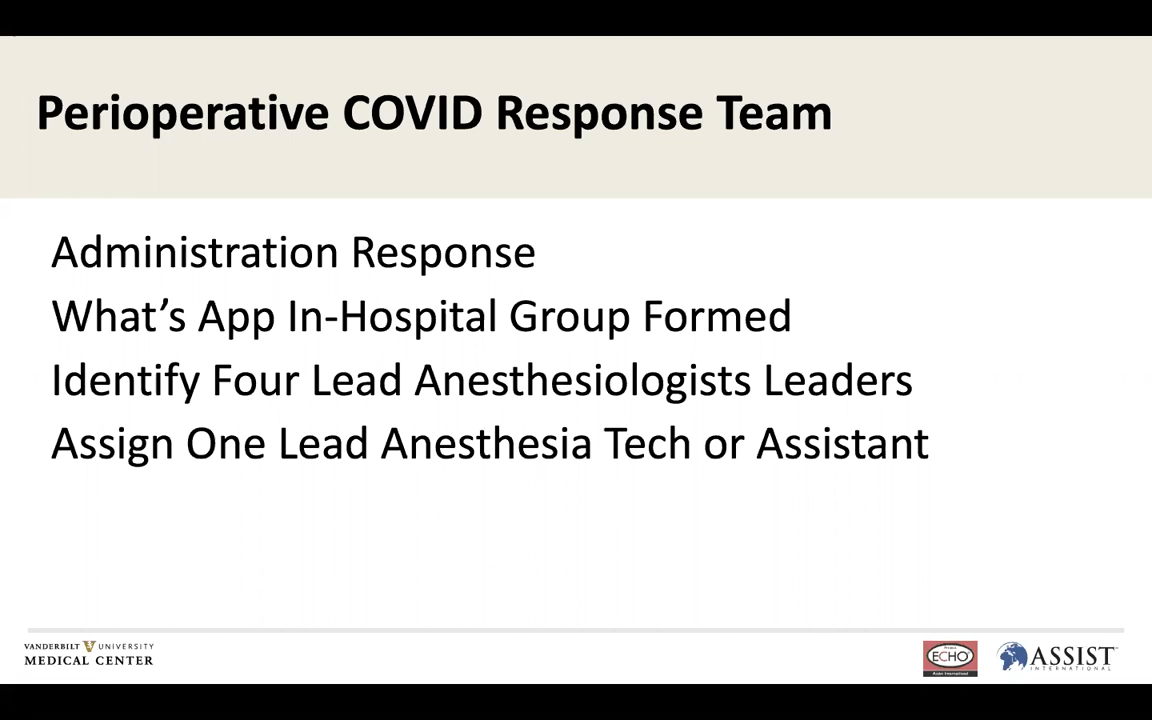 Perioperative COVID Response Team
Administration Response
What's App In-Hospital Group Formed
Identify Four Lead Anesthesiologists Leaders
Assign One Lead Anesthesia Tech or Assistant
VANDERBILT UNIVERSITY
MEDICAL CENTER
ECHO
ASSIST
INTERNATIONAL